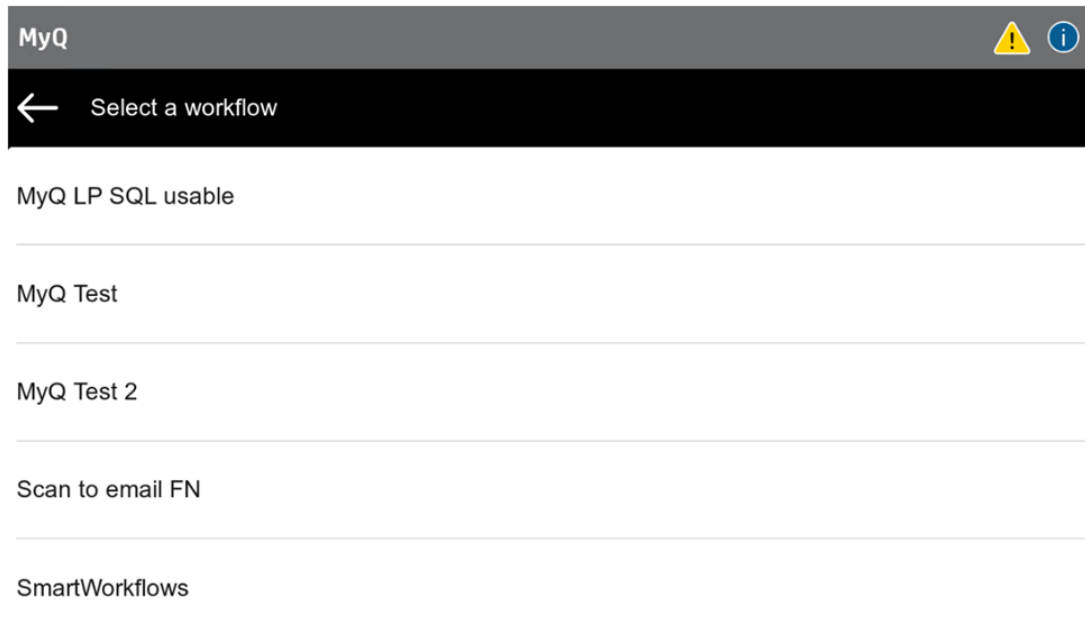 MyQ
Select a workflow
MyQ LP SQL usable
MyQ Test
MyQ Test 2
Scan to email FN
SmartWorkflows